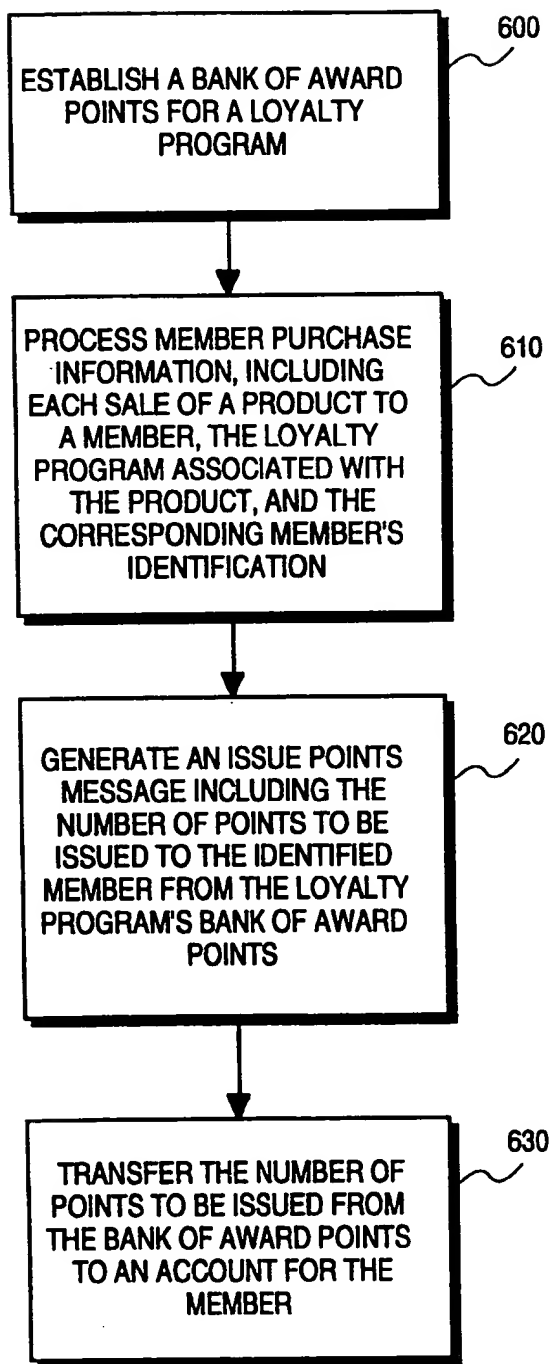 600
ESTABLISH A BANK OF AWARD
POINTS FOR A LOYALTY
PROGRAM
610
PROCESS MEMBER PURCHASE
INFORMATION, INCLUDING
EACH SALE OF A PRODUCT TO
A MEMBER, THE LOYALTY
PROGRAM ASSOCIATED WITH
THE PRODUCT, AND THE
CORRESPONDING MEMBER'S
IDENTIFICATION
620
GENERATE AN ISSUE POINTS
MESSAGE INCLUDING THE
NUMBER OF POINTS TO BE
ISSUED TO THE IDENTIFIED
MEMBER FROM THE LOYALTY
PROGRAM'S BANK OF AWARD
POINTS
630
TRANSFER THE NUMBER OF
POINTS TO BE ISSUED FROM
THE BANK OF AWARD POINTS
TO AN ACCOUNT FOR THE
MEMBER